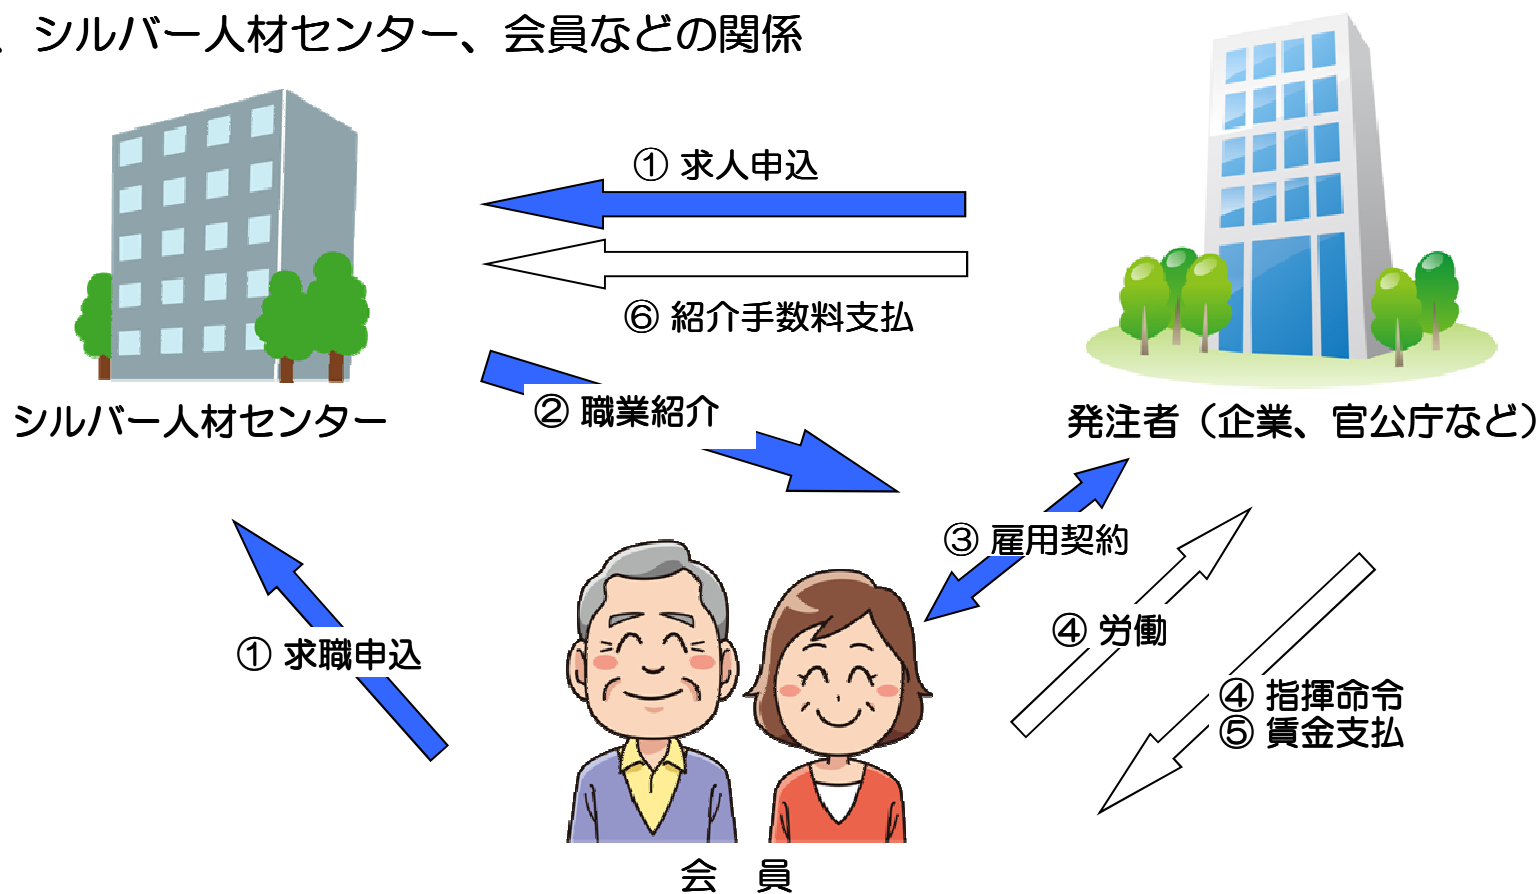 、シルバー人材センター、会員などの関係
① 求人申込
⑥ 紹介手数料支払
② 職業紹介
シルバー人材センター
発注者（企業、官公庁など）
③ 雇用契約
④ 労働
① 求職申込
④ 指揮命令
⑤ 賃金支払
会　員